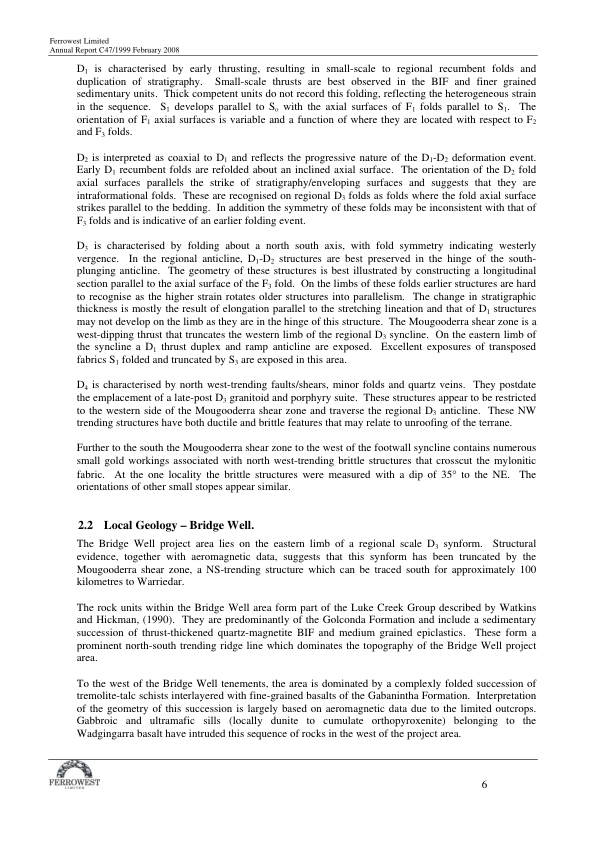 Ferrowest Limited
Annual Report C47/1999 February 2008
D₁ is characterised by early thrusting, resulting in small-scale to regional recumbent folds and
duplication of stratigraphy. Small-scale thrusts are best observed in the BIF and finer grained
sedimentary units. Thick competent units do not record this folding, reflecting the heterogeneous strain
in the sequence. S₁ develops parallel to Sₒ with the axial surfaces of F₁ folds parallel to S₁. The
orientation of F₁ axial surfaces is variable and a function of where they are located with respect to F₂
and F₃ folds.
D₂ is interpreted as coaxial to D₁ and reflects the progressive nature of the D₁-D₂ deformation event.
Early D₁ recumbent folds are refolded about an inclined axial surface. The orientation of the D₂ fold
axial surfaces parallels the strike of stratigraphy/enveloping surfaces and suggests that they are
intraformational folds. These are recognised on regional D₃ folds as folds where the fold axial surface
strikes parallel to the bedding. In addition the symmetry of these folds may be inconsistent with that of
F₃ folds and is indicative of an earlier folding event.
D₃ is characterised by folding about a north south axis, with fold symmetry indicating westerly
vergence. In the regional anticline, D₁-D₂ structures are best preserved in the hinge of the south-
plunging anticline. The geometry of these structures is best illustrated by constructing a longitudinal
section parallel to the axial surface of the F₃ fold. On the limbs of these folds earlier structures are hard
to recognise as the higher strain rotates older structures into parallelism. The change in stratigraphic
thickness is mostly the result of elongation parallel to the stretching lineation and that of D₁ structures
may not develop on the limb as they are in the hinge of this structure. The Mougooderra shear zone is a
west-dipping thrust that truncates the western limb of the regional D₃ syncline. On the eastern limb of
the syncline a D₁ thrust duplex and ramp anticline are exposed. Excellent exposures of transposed
fabrics S₁ folded and truncated by S₃ are exposed in this area.
D₄ is characterised by north west-trending faults/shears, minor folds and quartz veins. They postdate
the emplacement of a late-post D₃ granitoid and porphyry suite. These structures appear to be restricted
to the western side of the Mougooderra shear zone and traverse the regional D₃ anticline. These NW
trending structures have both ductile and brittle features that may relate to unroofing of the terrane.
Further to the south the Mougooderra shear zone to the west of the footwall syncline contains numerous
small gold workings associated with north west-trending brittle structures that crosscut the mylonitic
fabric. At the one locality the brittle structures were measured with a dip of 35° to the NE. The
orientations of other small stopes appear similar.
2.2 Local Geology – Bridge Well.
The Bridge Well project area lies on the eastern limb of a regional scale D₃ synform. Structural
evidence, together with aeromagnetic data, suggests that this synform has been truncated by the
Mougooderra shear zone, a NS-trending structure which can be traced south for approximately 100
kilometres to Warriedar.
The rock units within the Bridge Well area form part of the Luke Creek Group described by Watkins
and Hickman, (1990). They are predominantly of the Golconda Formation and include a sedimentary
succession of thrust-thickened quartz-magnetite BIF and medium grained epiclastics. These form a
prominent north-south trending ridge line which dominates the topography of the Bridge Well project
area.
To the west of the Bridge Well tenements, the area is dominated by a complexly folded succession of
tremolite-talc schists interlayered with fine-grained basalts of the Gabanintha Formation. Interpretation
of the geometry of this succession is largely based on aeromagnetic data due to the limited outcrops.
Gabbroic and ultramafic sills (locally dunite to cumulate orthopyroxenite) belonging to the
Wadgingarra basalt have intruded this sequence of rocks in the west of the project area.
FERROWEST
LIMITED
6